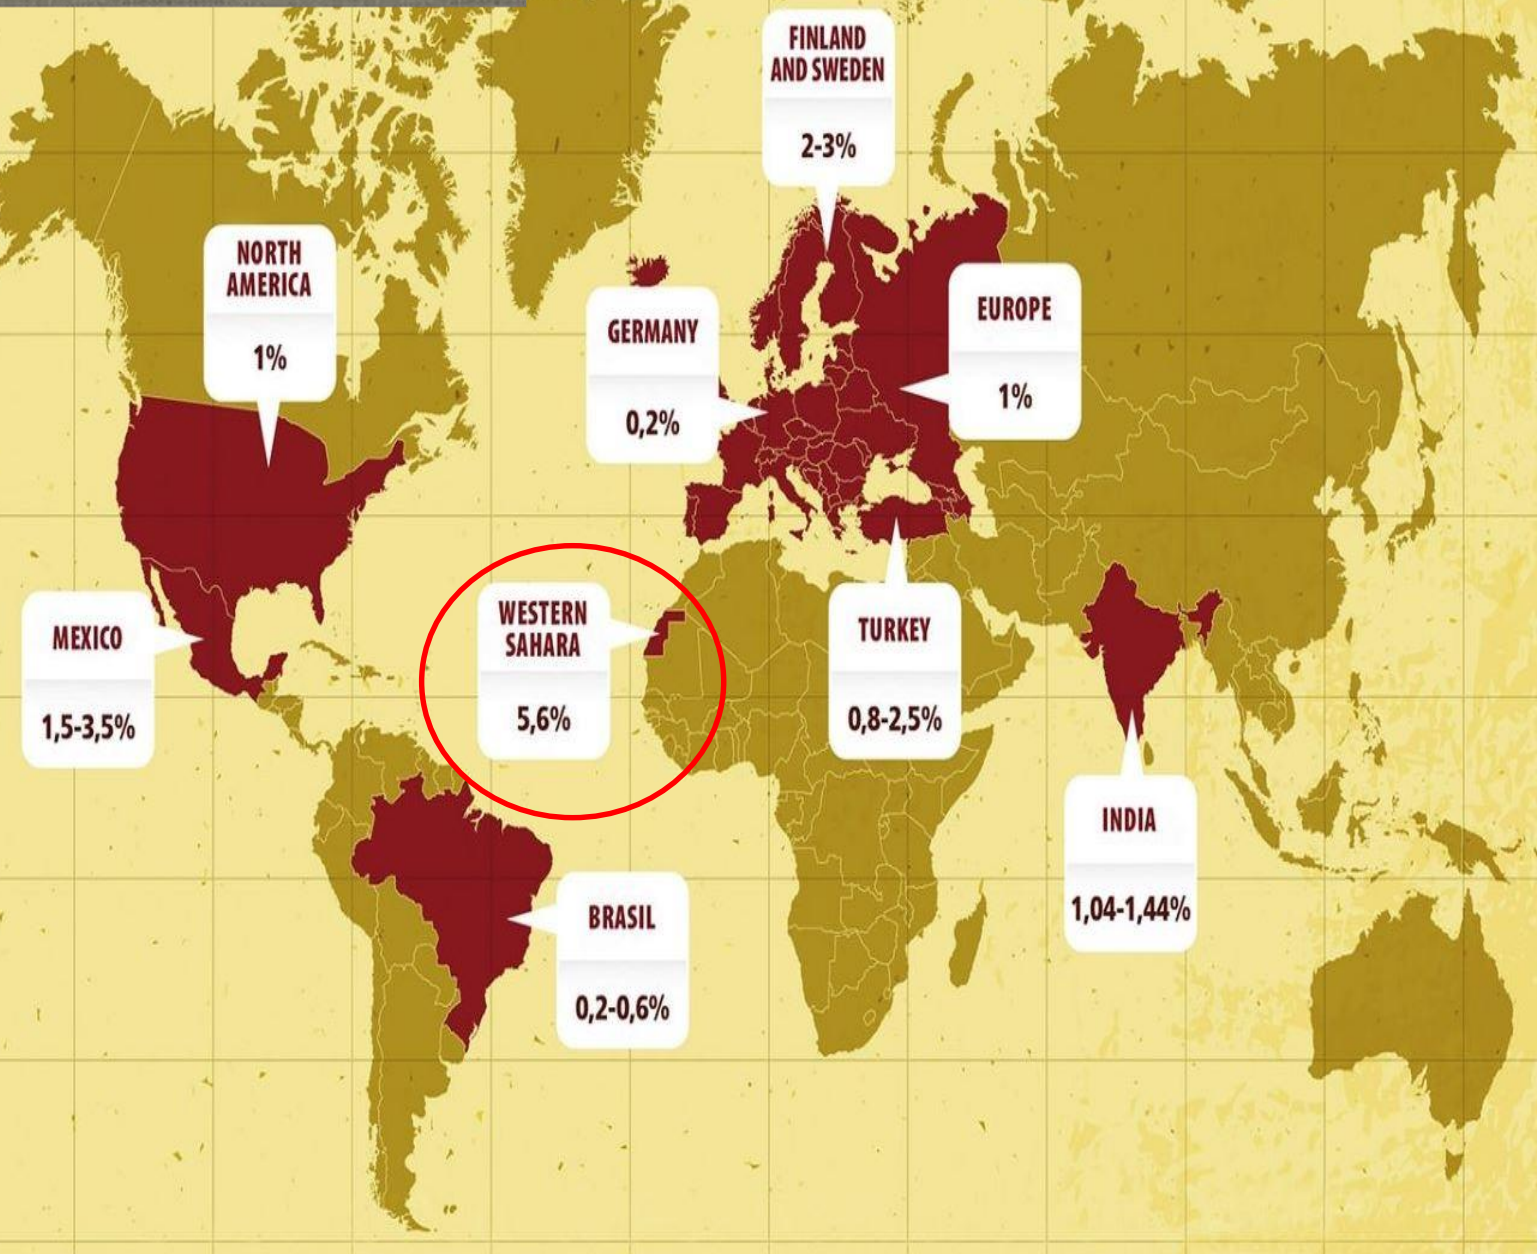 FINLAND
AND SWEDEN
2-3%
NORTH
AMERICA
1%
GERMANY
0,2%
EUROPE
1%
MEXICO
1,5-3,5%
WESTERN
SAHARA
5,6%
TURKEY
0,8-2,5%
INDIA
1,04-1,44%
BRASIL
0,2-0,6%